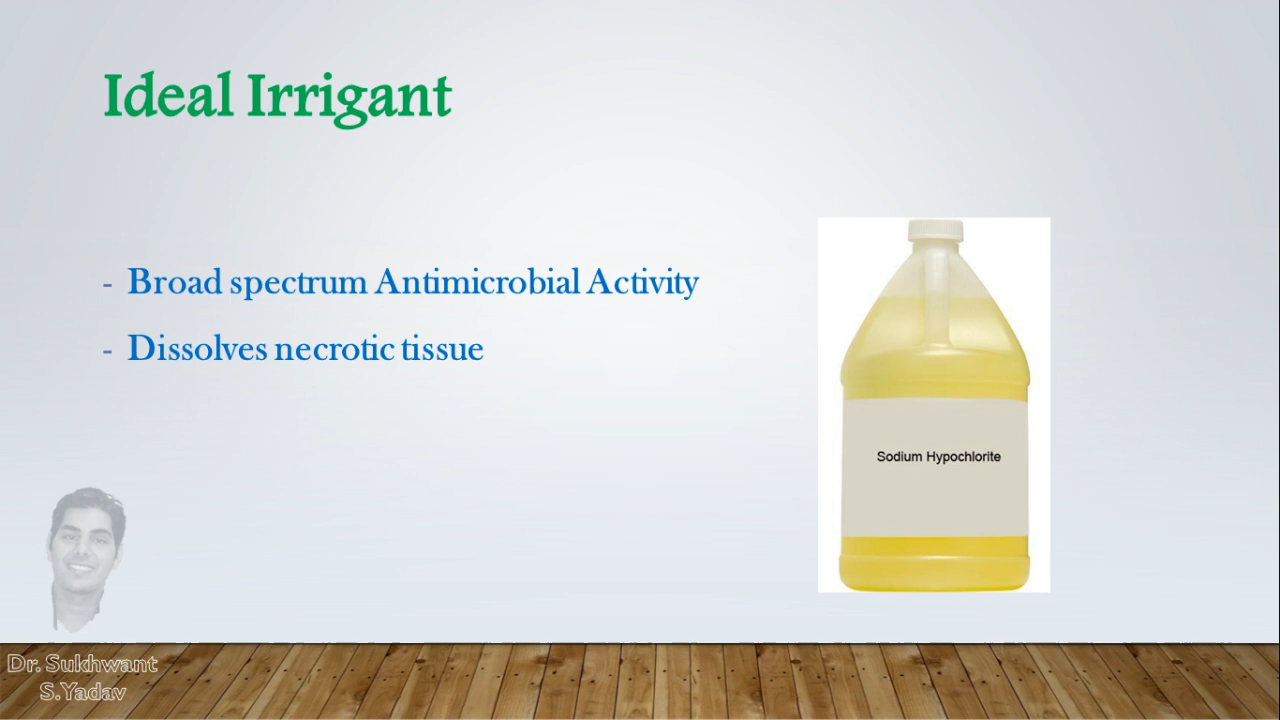 Ideal Irrigant
- Broad spectrum Antimicrobial Activity
- Dissolves necrotic tissue
Sodium Hypochlorite
Dr. Sukhwant
S.Yadav